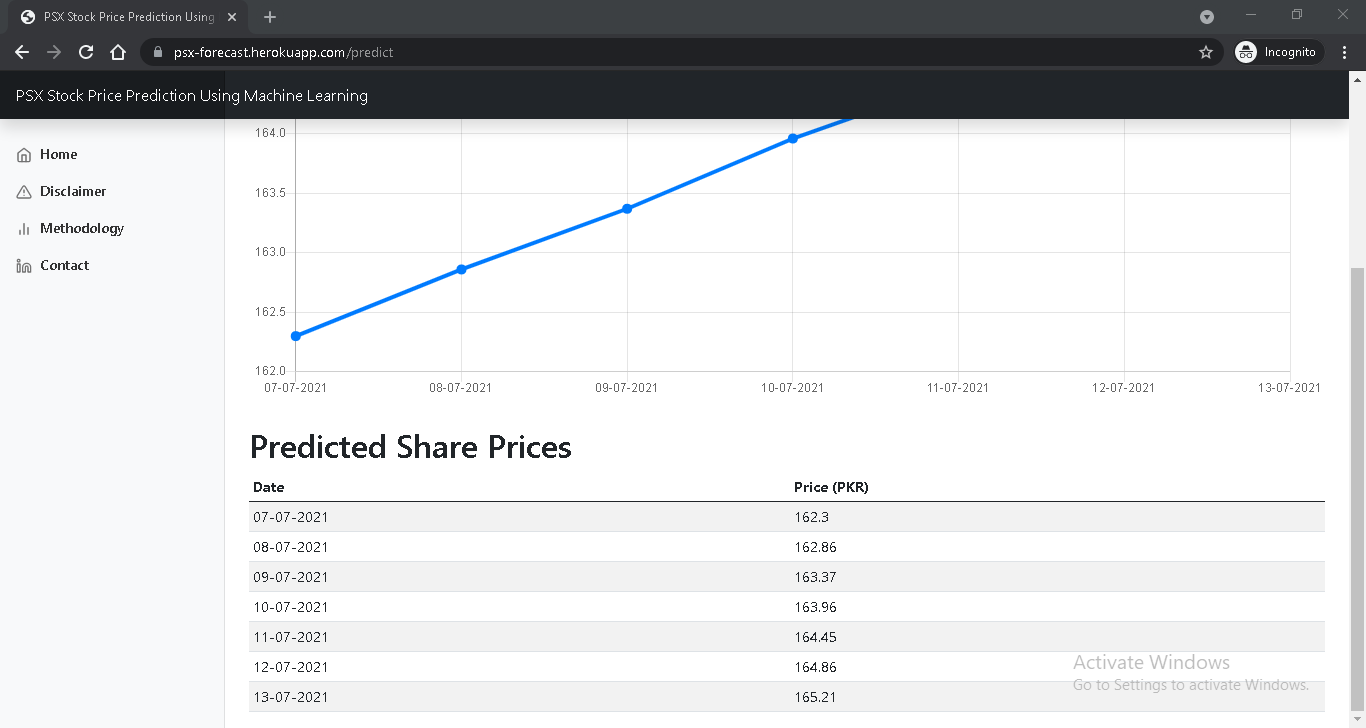 PSX Stock Price Prediction Using
psx-forecast.herokuapp.com/predict
Incognito
PSX Stock Price Prediction Using Machine Learning
Home
Disclaimer
Methodology
Contact
164.0
163.5
163.0
162.5
162.0
07-07-2021 08-07-2021 09-07-2021 10-07-2021 11-07-2021 12-07-2021 13-07-2021
Predicted Share Prices
Date Price (PKR)
07-07-2021 162.3
08-07-2021 162.86
09-07-2021 163.37
10-07-2021 163.96
11-07-2021 164.45
12-07-2021 164.86
13-07-2021 165.21
Activate Windows
Go to Settings to activate Windows.